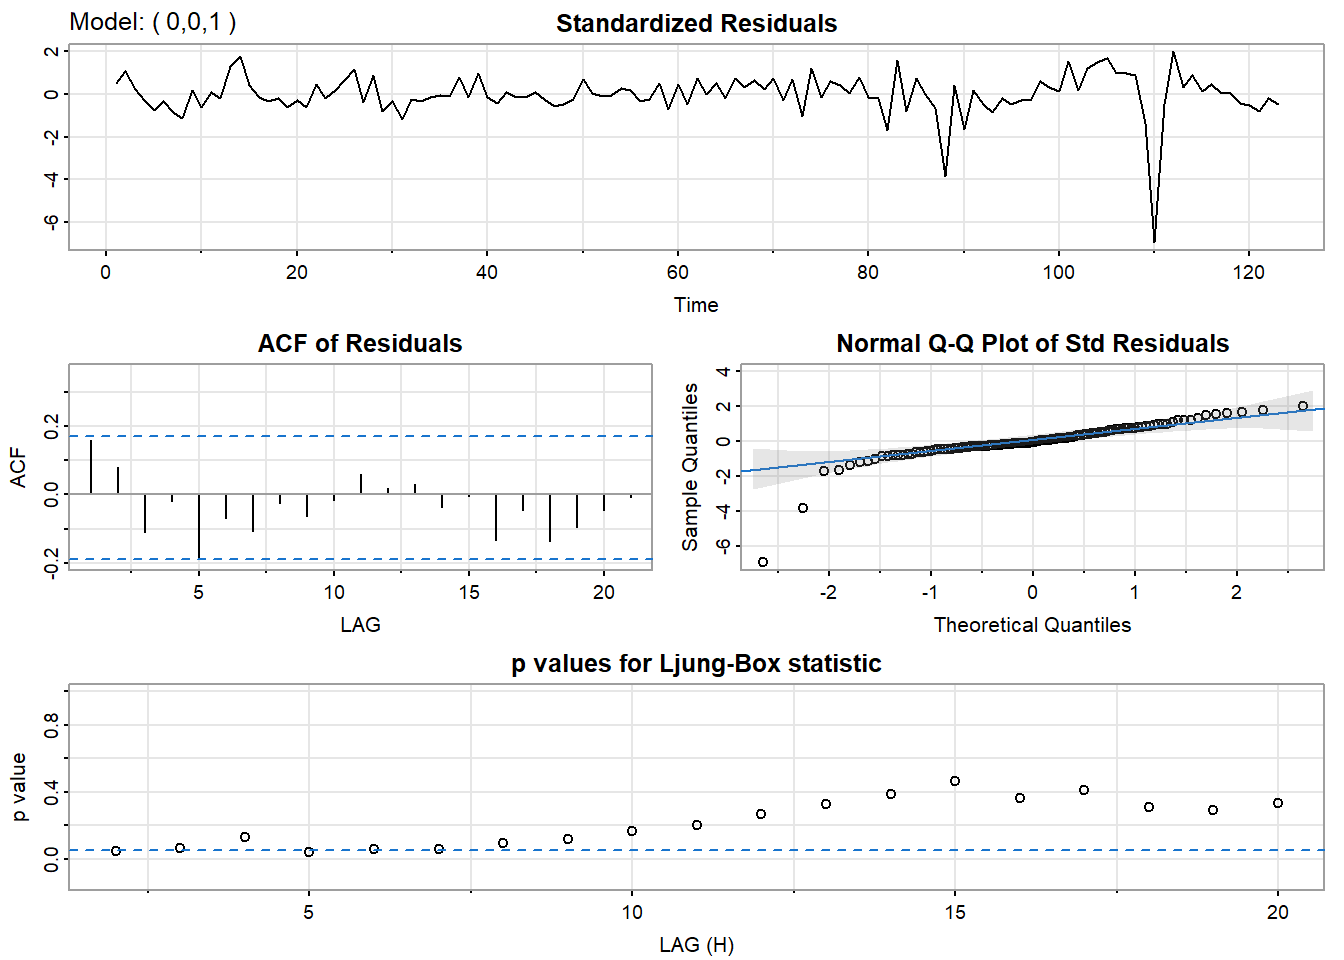 Model: ( 0,0,1 )
Standardized Residuals
2
0
-2
-4
-6
0 20 40 60 80 100 120
Time
ACF of Residuals
ACF
0.2
0.0
-0.2
5 10 15 20
LAG
Normal Q-Q Plot of Std Residuals
Sample Quantiles
4
2
0
-2
-4
-6
-2 -1 0 1 2
Theoretical Quantiles
p values for Ljung-Box statistic
p value
0.8
0.4
0.0
5 10 15 20
LAG (H)